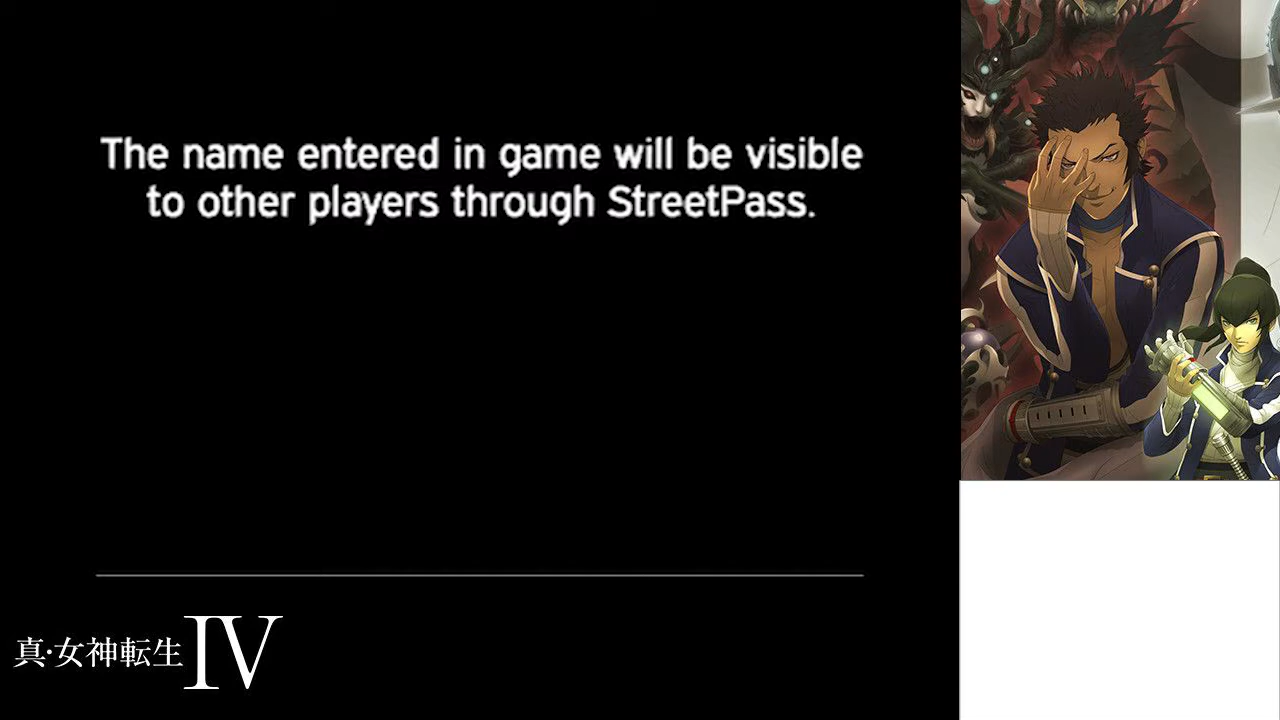 The name entered in game will be visible
to other players through StreetPass.
真・女神転生IV